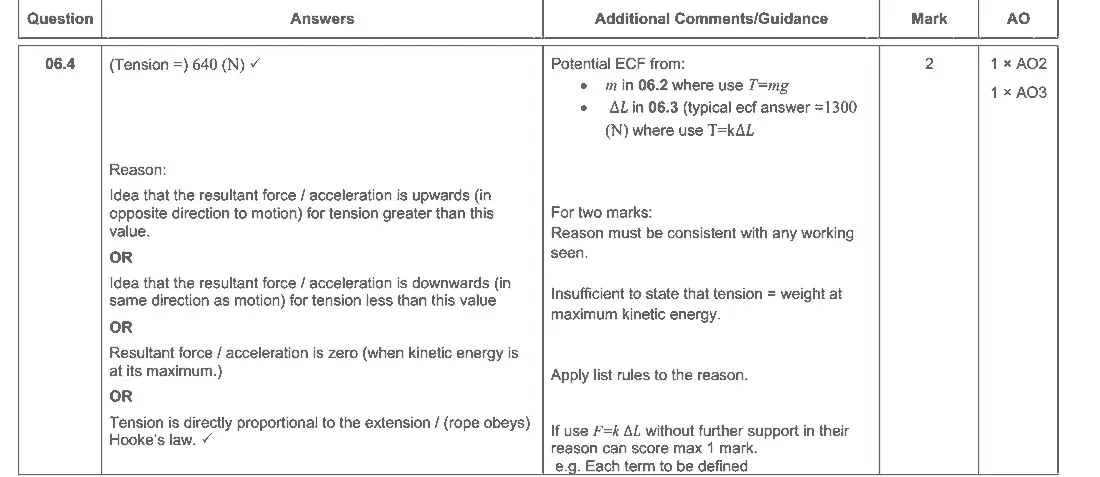 Question Answers Additional Comments/Guidance Mark AO
06.4 (Tension =) 640 (N) ✓ Potential ECF from: 2 1 × AO2
• m in 06.2 where use T=mg
1 × AO3
• ΔL in 06.3 (typical ecf answer =1300
(N) where use T=kΔL
Reason:
Idea that the resultant force / acceleration is upwards (in
opposite direction to motion) for tension greater than this
value.
OR
Idea that the resultant force / acceleration is downwards (in
same direction as motion) for tension less than this value
OR
Resultant force / acceleration is zero (when kinetic energy is
at its maximum.)
OR
Tension is directly proportional to the extension / (rope obeys)
Hooke's law. ✓
For two marks:
Reason must be consistent with any working
seen.
Insufficient to state that tension = weight at
maximum kinetic energy.
Apply list rules to the reason.
If use F=k ΔL without further support in their
reason can score max 1 mark.
e.g. Each term to be defined